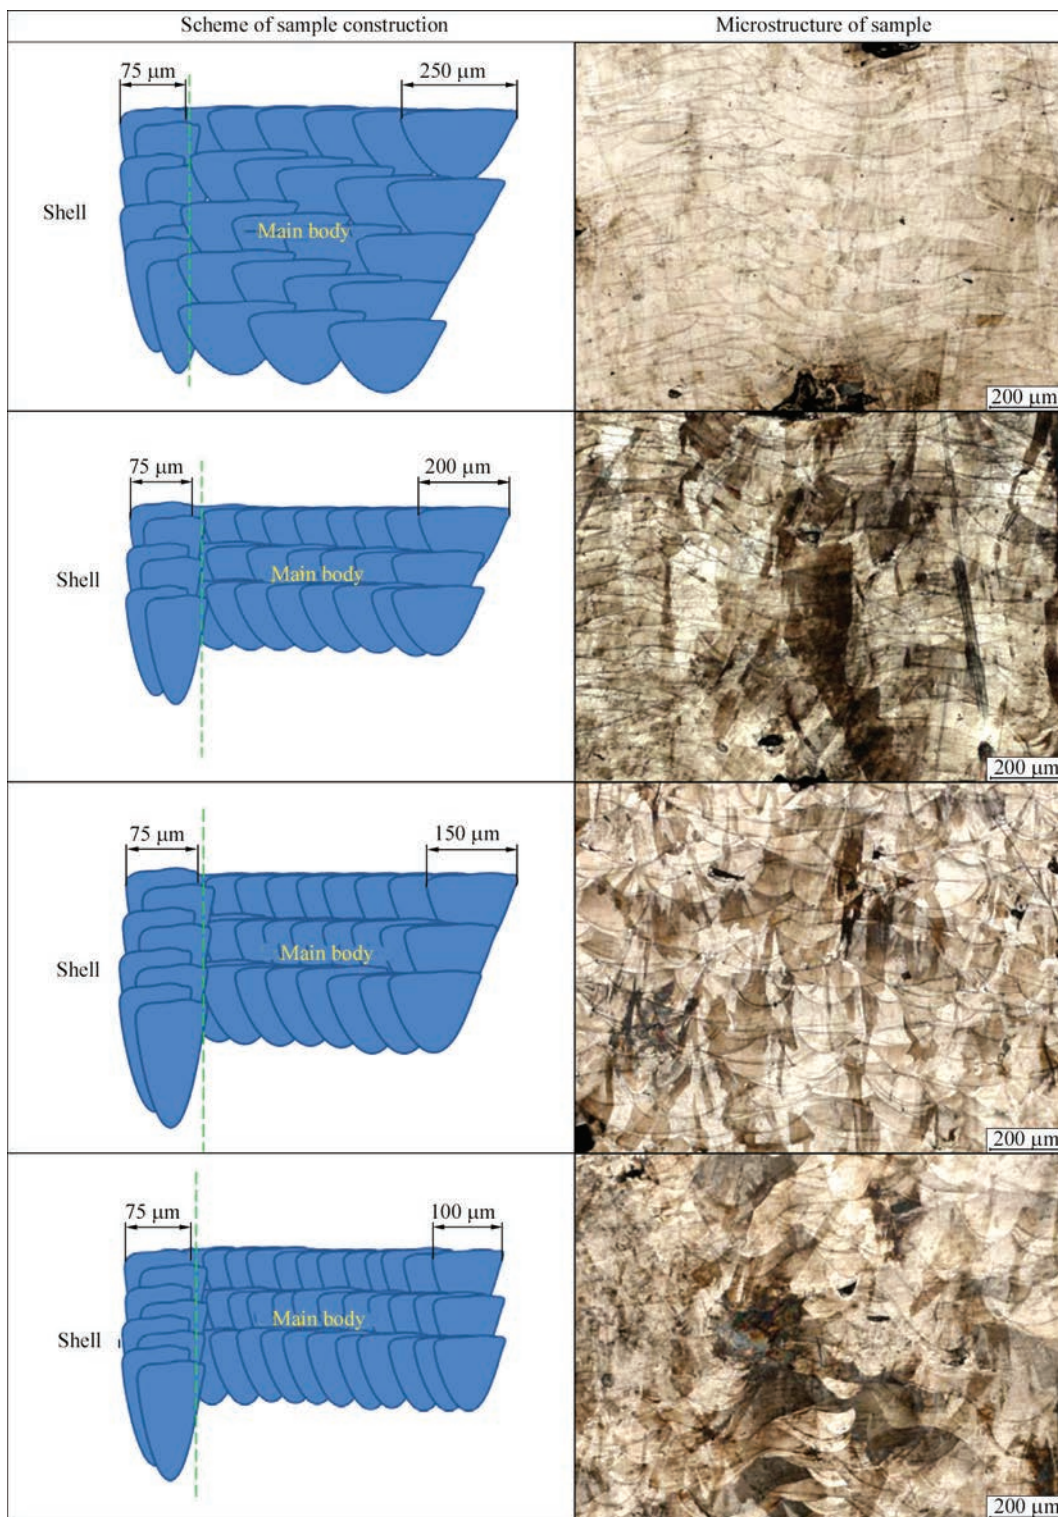 Scheme of sample construction
Microstructure of sample
75 μm
250 μm
Shell
Main body
200 μm
75 μm
200 μm
Shell
Main body
200 μm
75 μm
150 μm
Shell
Main body
200 μm
75 μm
100 μm
Shell
Main body
200 μm